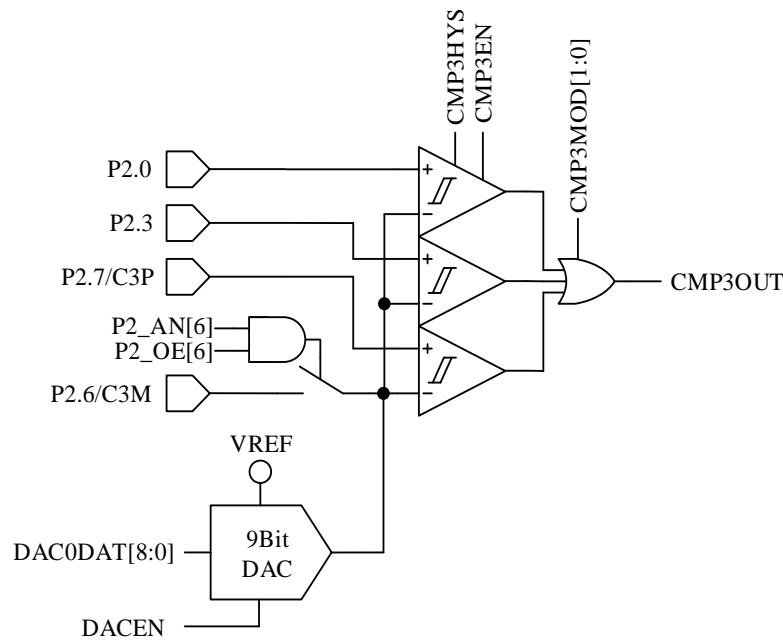 CMP3HYS
CMP3EN
CMP3MOD[1:0]
P2.0
+
−
P2.3
+
P2.7/C3P
−
CMP3OUT
P2_AN[6]
P2_OE[6]
+
P2.6/C3M
−
VREF
DAC0DAT[8:0]
9Bit
DAC
DACEN